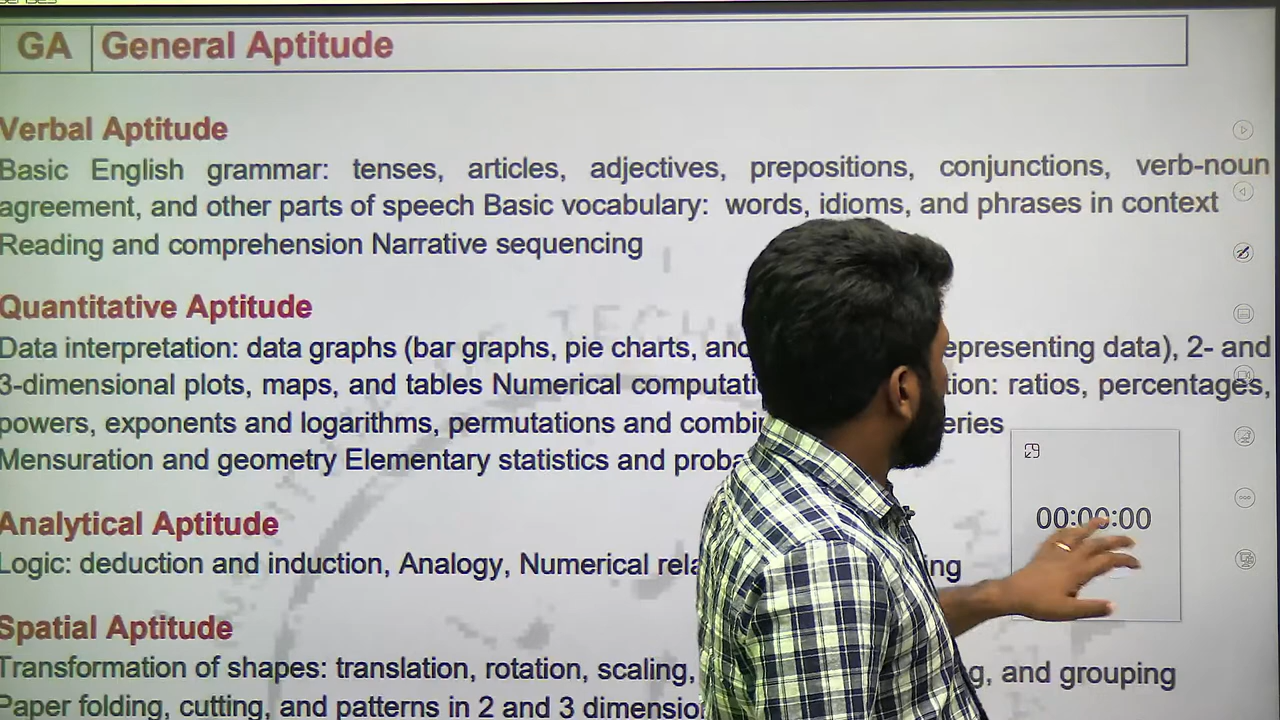 GA General Aptitude
Verbal Aptitude
Basic English grammar: tenses, articles, adjectives, prepositions, conjunctions, verb-noun
agreement, and other parts of speech Basic vocabulary: words, idioms, and phrases in context
Reading and comprehension Narrative sequencing
Quantitative Aptitude
Data interpretation: data graphs (bar graphs, pie charts, and epresenting data), 2- and
3-dimensional plots, maps, and tables Numerical computati tion: ratios, percentages,
powers, exponents and logarithms, permutations and combi eries
Mensuration and geometry Elementary statistics and proba
00:00:00
Analytical Aptitude
Logic: deduction and induction, Analogy, Numerical rela ing
Spatial Aptitude
Transformation of shapes: translation, rotation, scaling, g, and grouping
Paper folding, cutting, and patterns in 2 and 3 dimensio